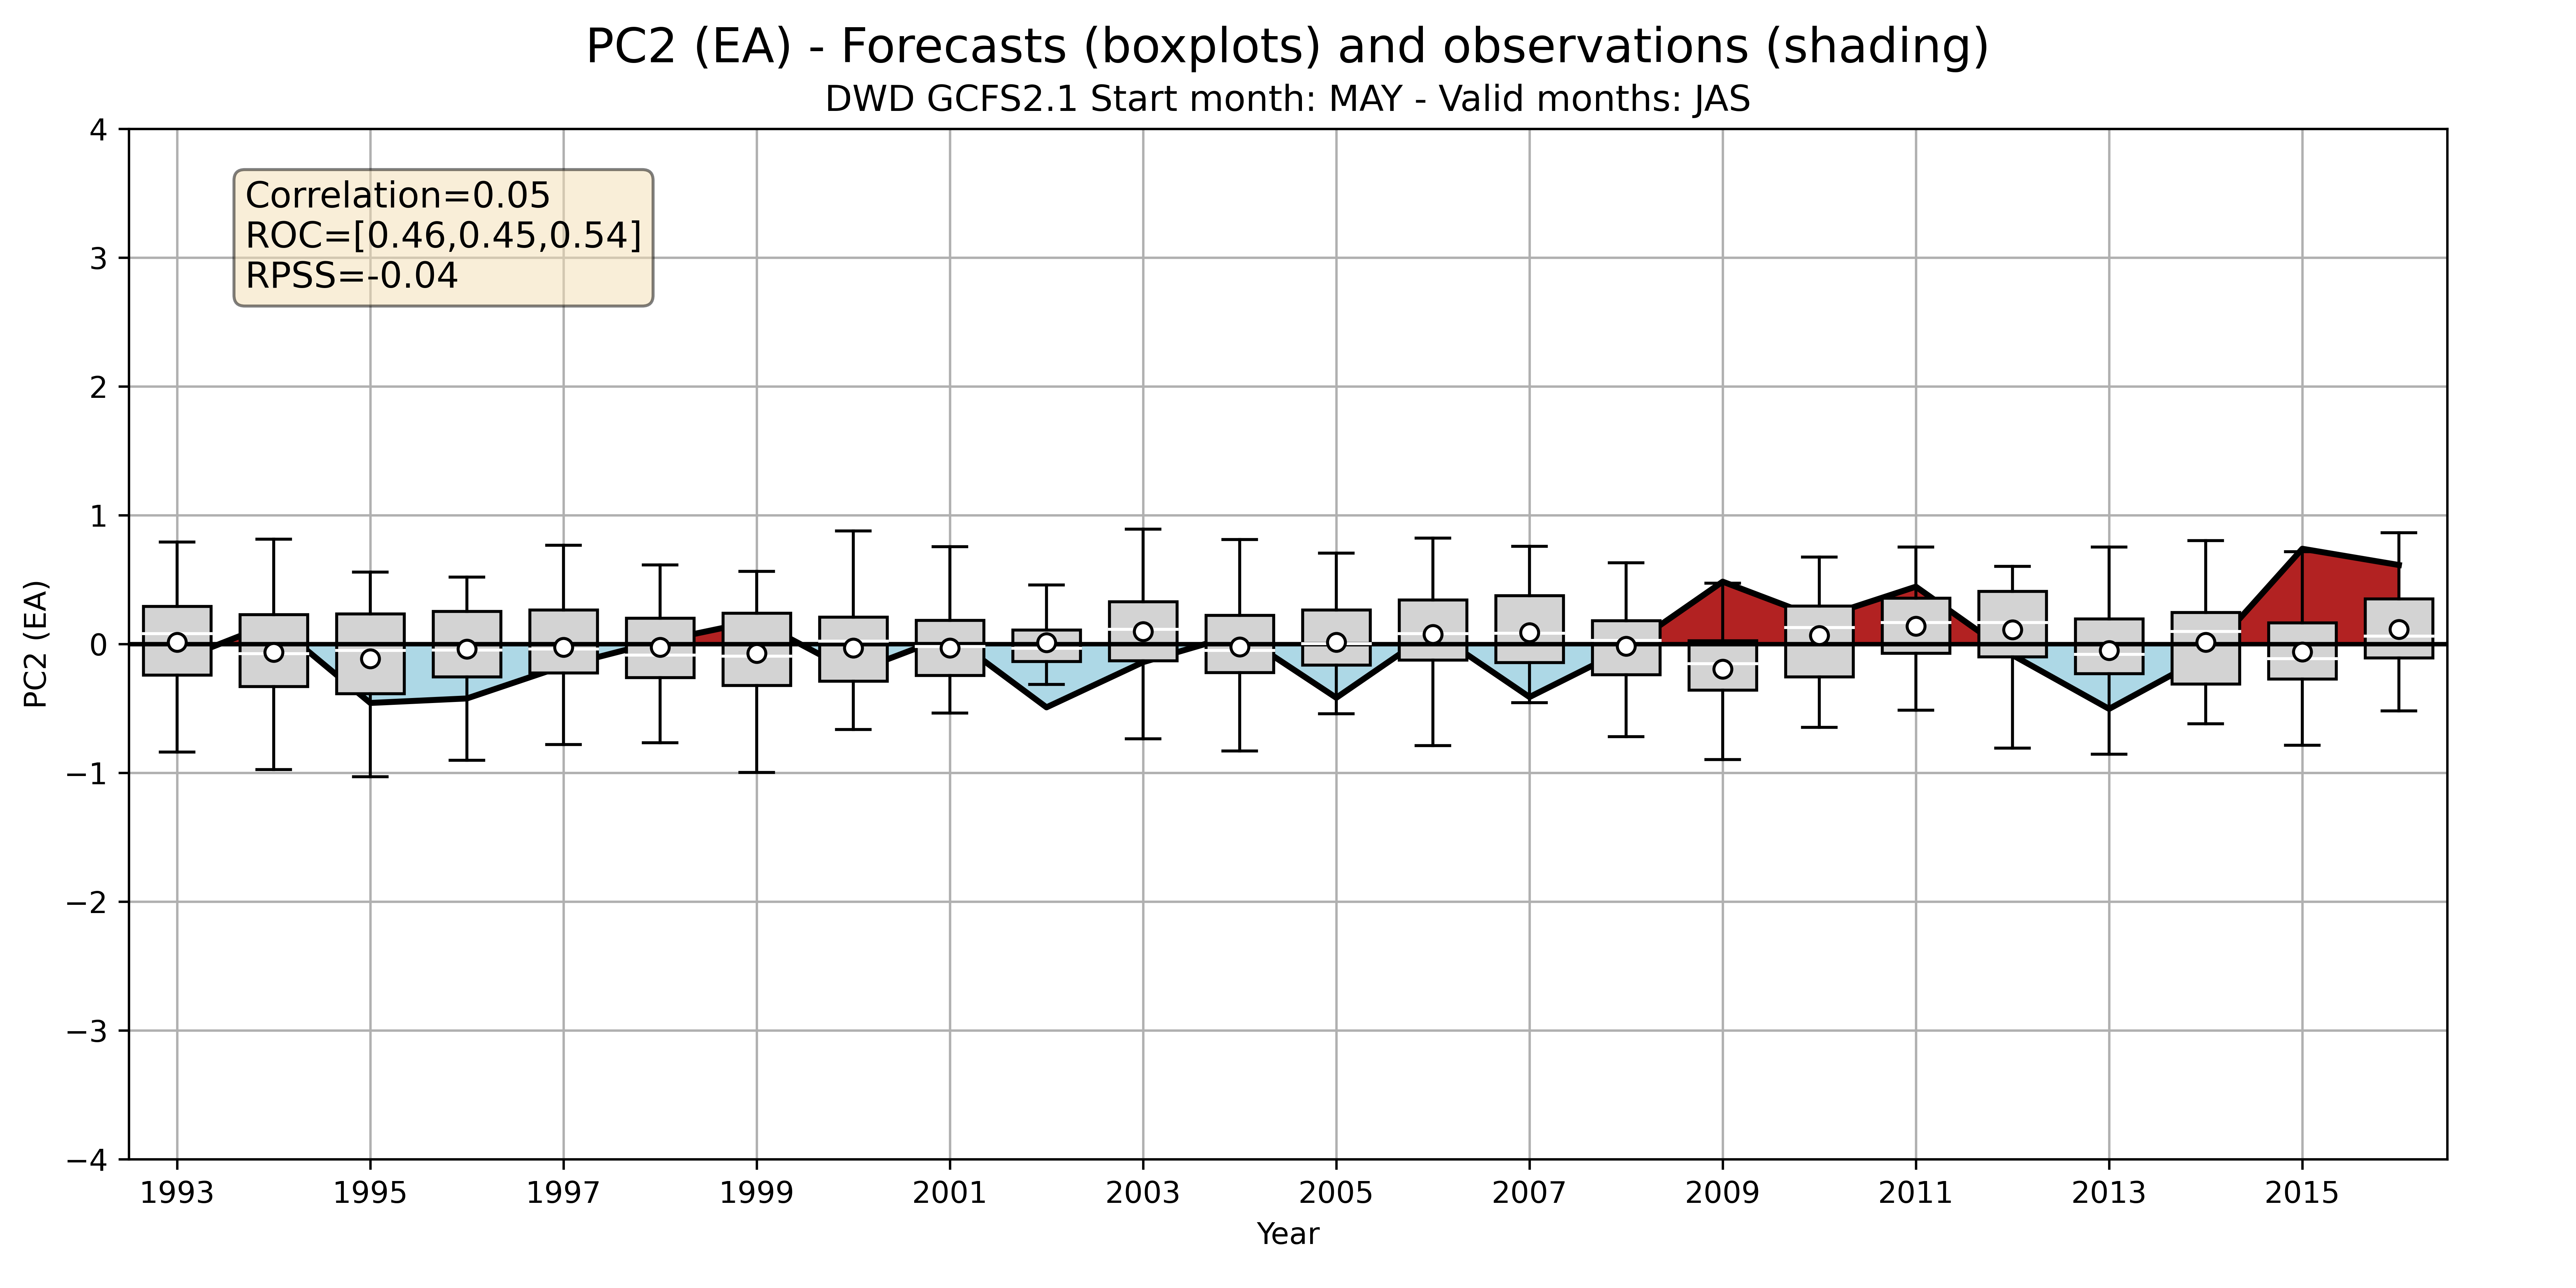 PC2 (EA) - Forecasts (boxplots) and observations (shading)
DWD GCFS2.1 Start month: MAY - Valid months: JAS
Correlation=0.05
ROC=[0.46,0.45,0.54]
RPSS=-0.04
PC2 (EA)
4
3
2
1
0
−1
−2
−3
−4
1993 1995 1997 1999 2001 2003 2005 2007 2009 2011 2013 2015
Year